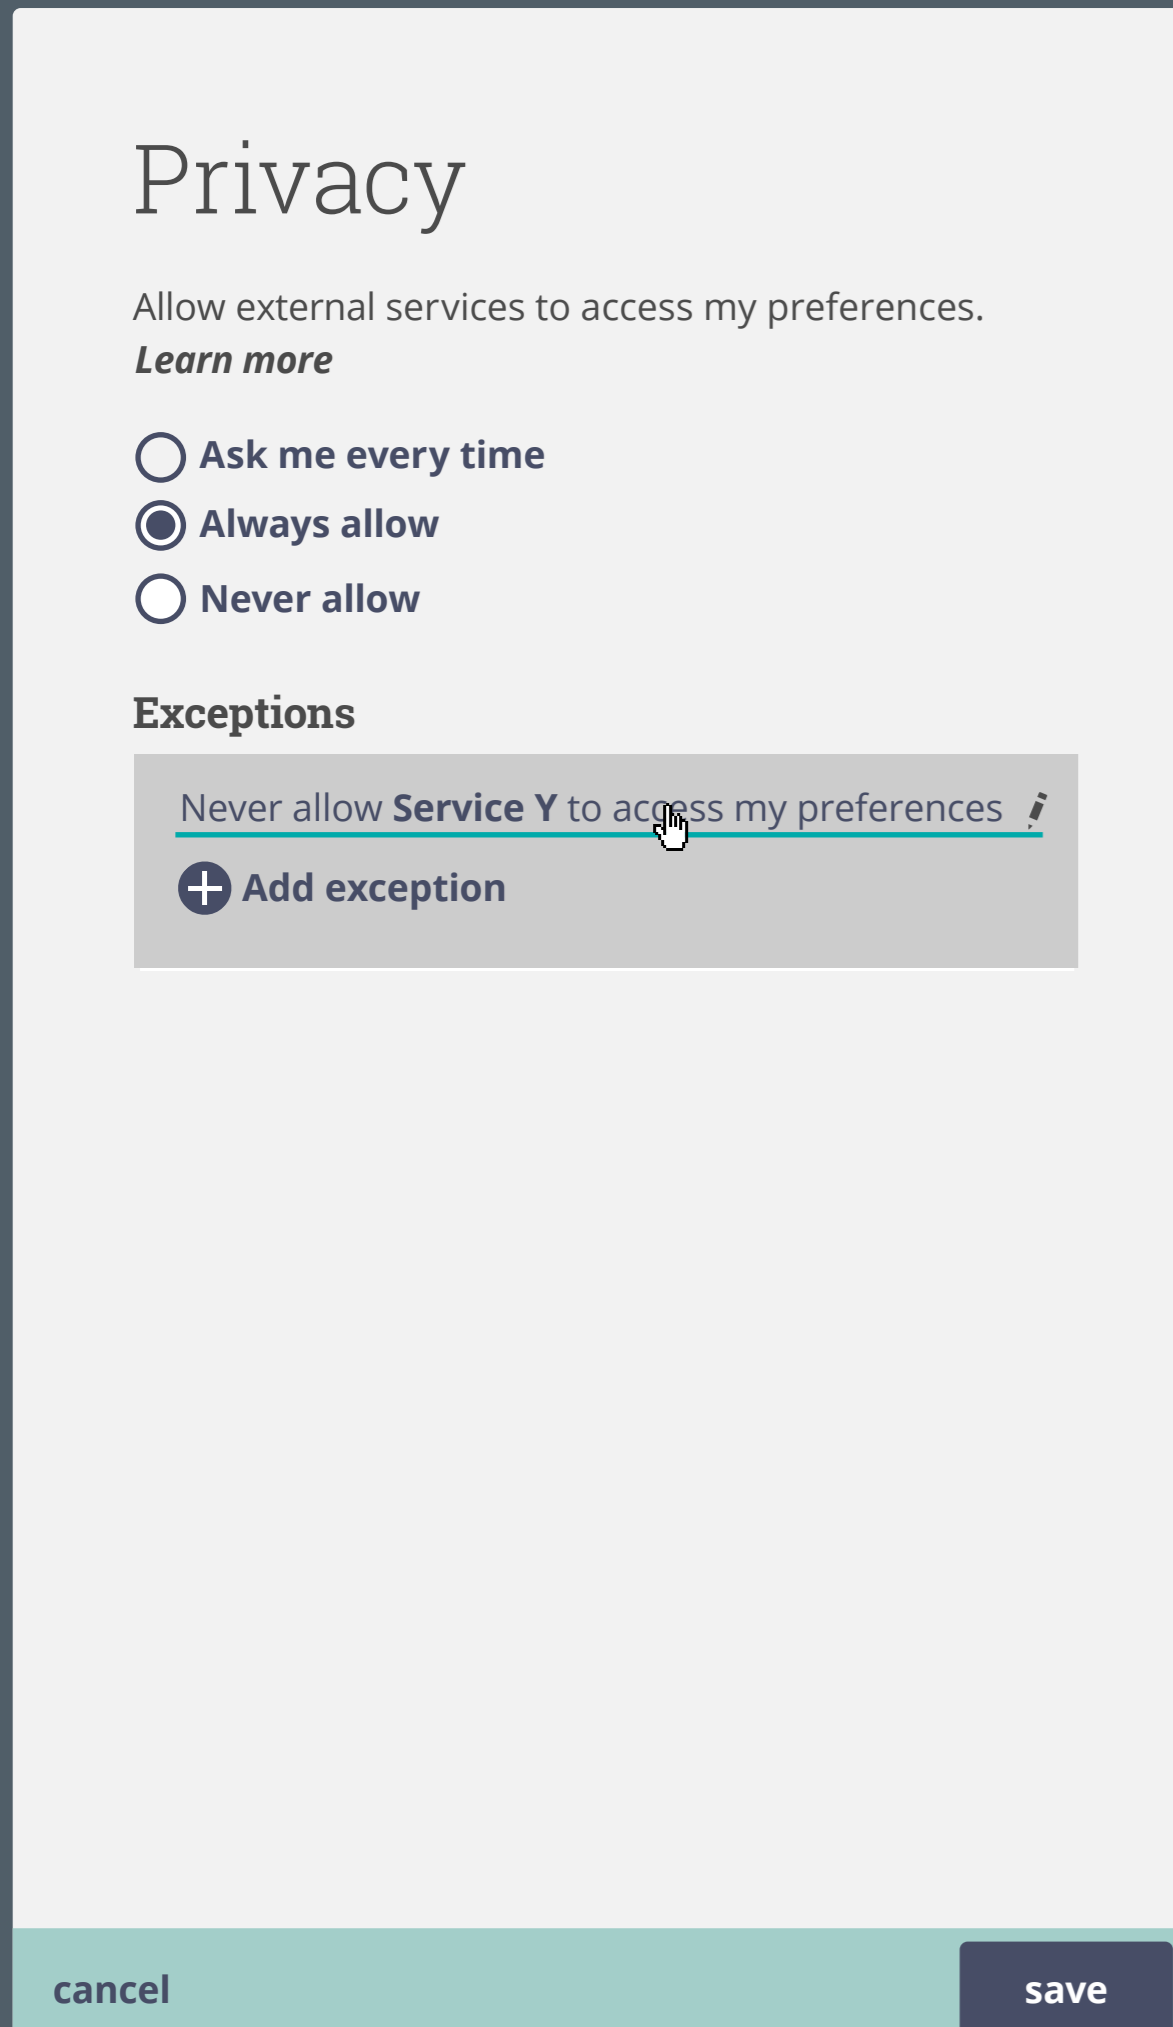 Privacy
Allow external services to access my preferences.
Learn more
Ask me every time
Always allow
Never allow
Exceptions
Never allow Service Y to access my preferences
Add exception
cancel
save